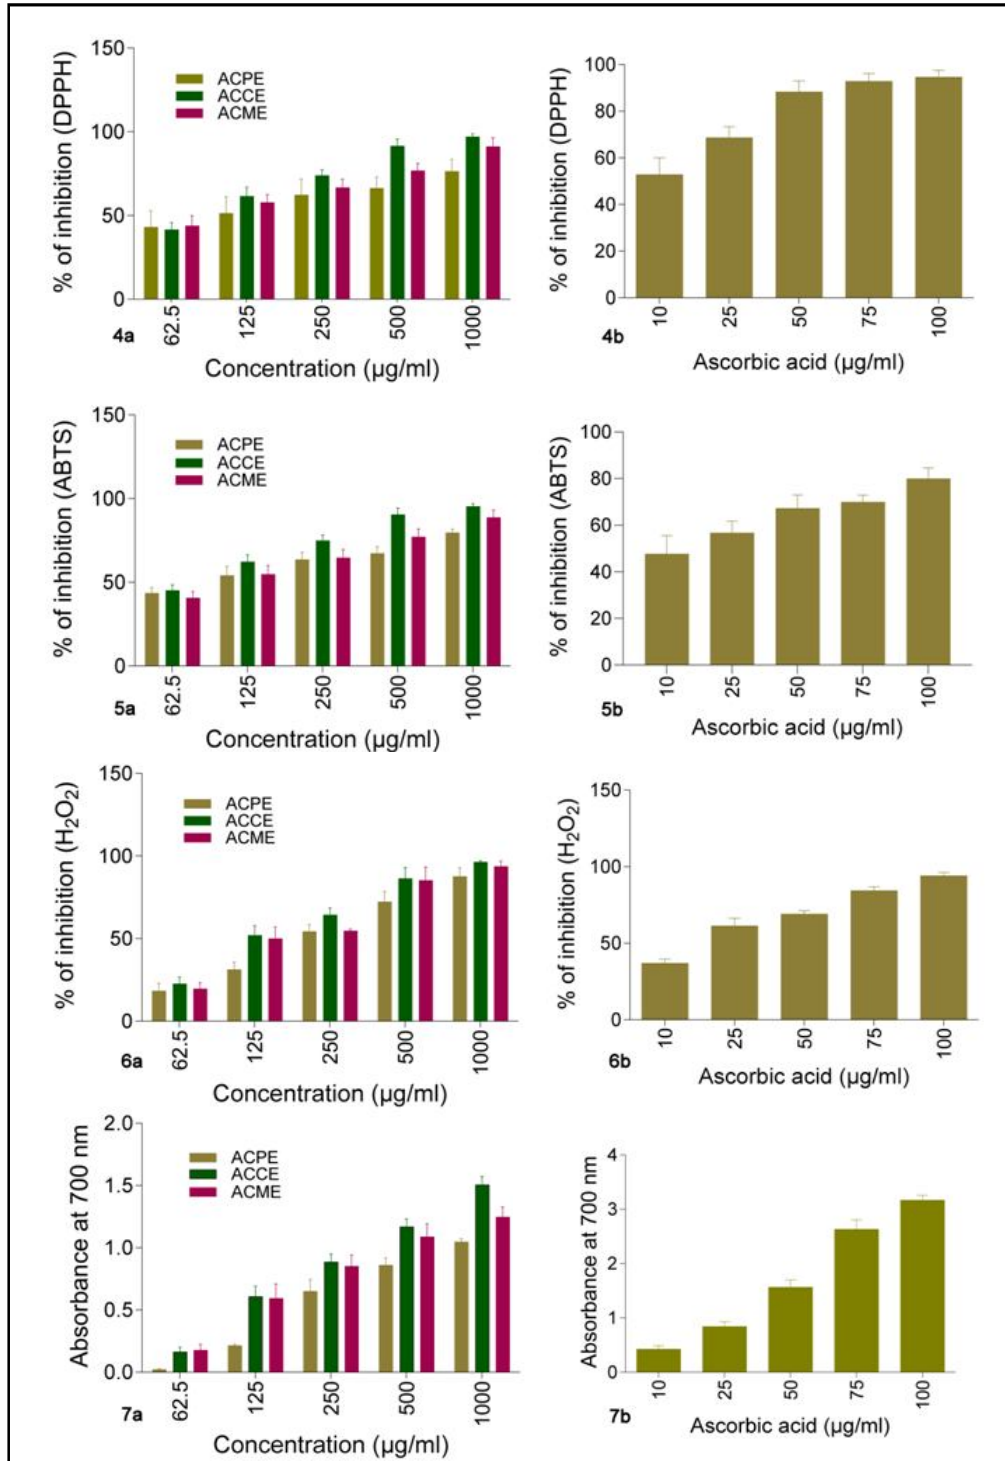 % of inhibition (DPPH)
150
100
50
0
ACPE
ACCE
ACME
62.5
125
250
500
1000
4a
Concentration (µg/ml)
% of inhibition (DPPH)
100
80
60
40
20
0
10
25
50
75
100
4b
Ascorbic acid (µg/ml)
% of inhibition (ABTS)
150
100
50
0
ACPE
ACCE
ACME
62.5
125
250
500
1000
5a
Concentration (µg/ml)
% of inhibition (ABTS)
100
80
60
40
20
0
10
25
50
75
100
5b
Ascorbic acid (µg/ml)
% of inhibition (H₂O₂)
150
100
50
0
ACPE
ACCE
ACME
62.5
125
250
500
1000
6a
Concentration (µg/ml)
% of inhibition (H₂O₂)
150
100
50
0
10
25
50
75
100
6b
Ascorbic acid (µg/ml)
Absorbance at 700 nm
2.0
1.5
1.0
0.5
0.0
ACPE
ACCE
ACME
62.5
125
250
500
1000
7a
Concentration (µg/ml)
Absorbance at 700 nm
4
3
2
1
0
10
25
50
75
100
7b
Ascorbic acid (µg/ml)